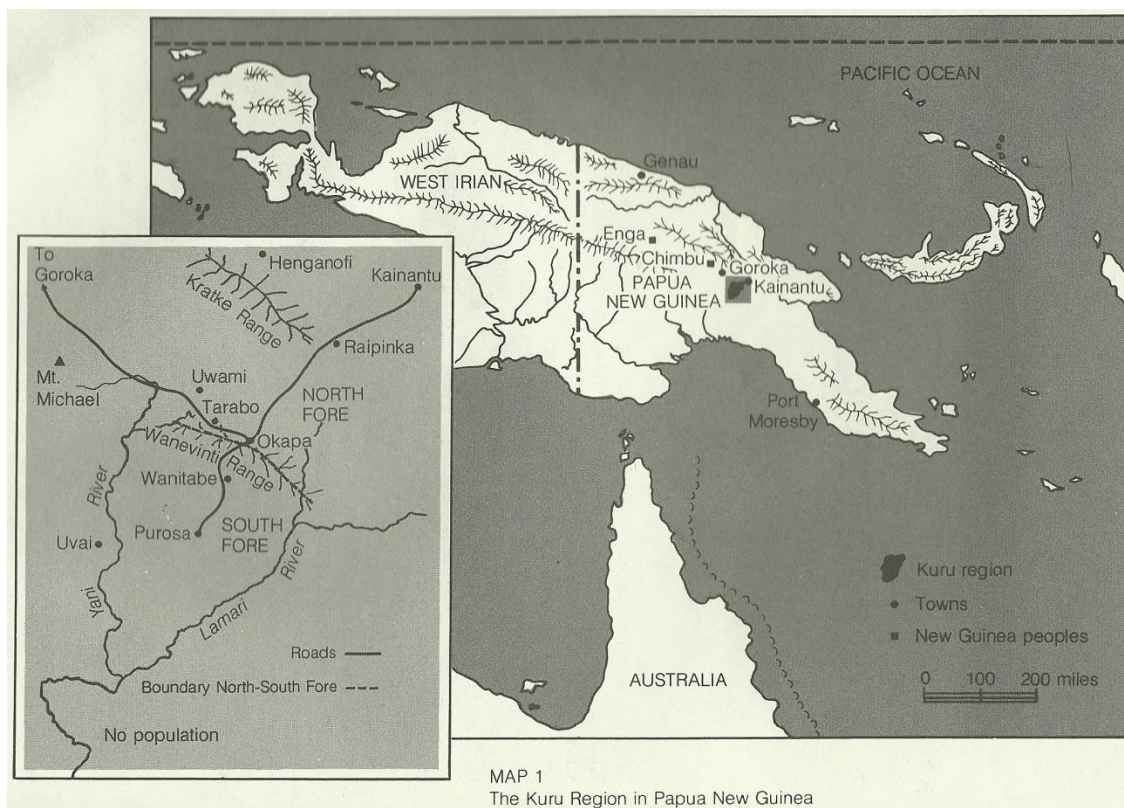 PACIFIC OCEAN
Genau
WEST IRIAN
Enga
Chimbu
Goroka
PAPUA
NEW GUINEA
Kainantu
Port
Moresby
AUSTRALIA
Kuru region
Towns
New Guinea peoples
0 100 200 miles
To
Goroka
Henganofi
Kainantu
Kratke Range
Raipinka
Mt.
Michael
Uwami
NORTH
FORE
Tarabo
Okapa
Wanevinti Range
Wanitabe
River
Purosa
SOUTH
FORE
Uvai
Yani
River
Lamari
Roads
Boundary North-South Fore
No population
MAP 1
The Kuru Region in Papua New Guinea